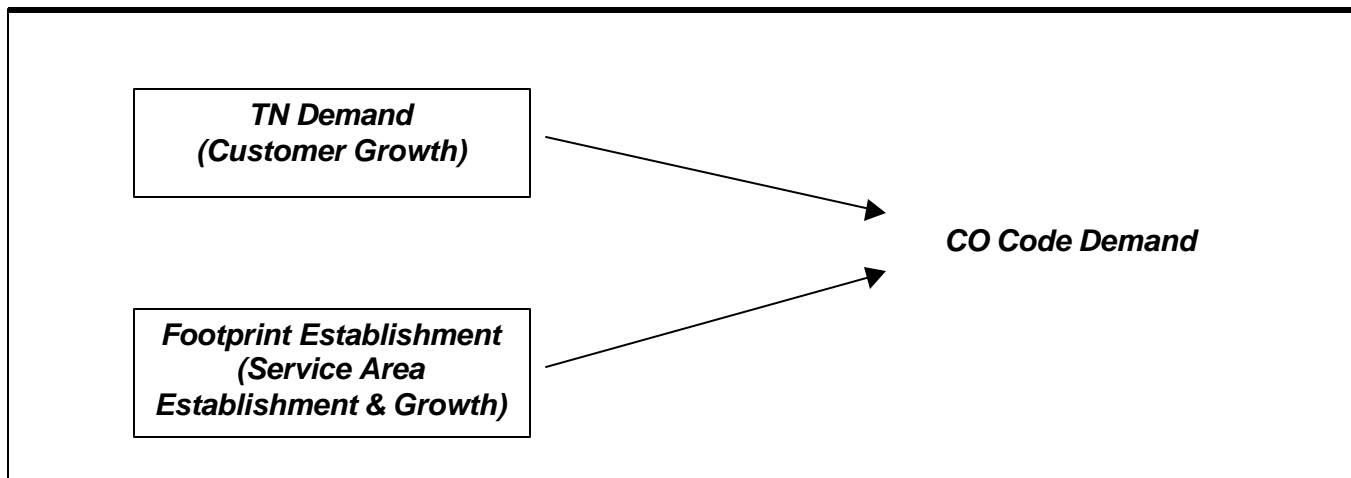 TN Demand
(Customer Growth)
CO Code Demand
Footprint Establishment
(Service Area
Establishment & Growth)